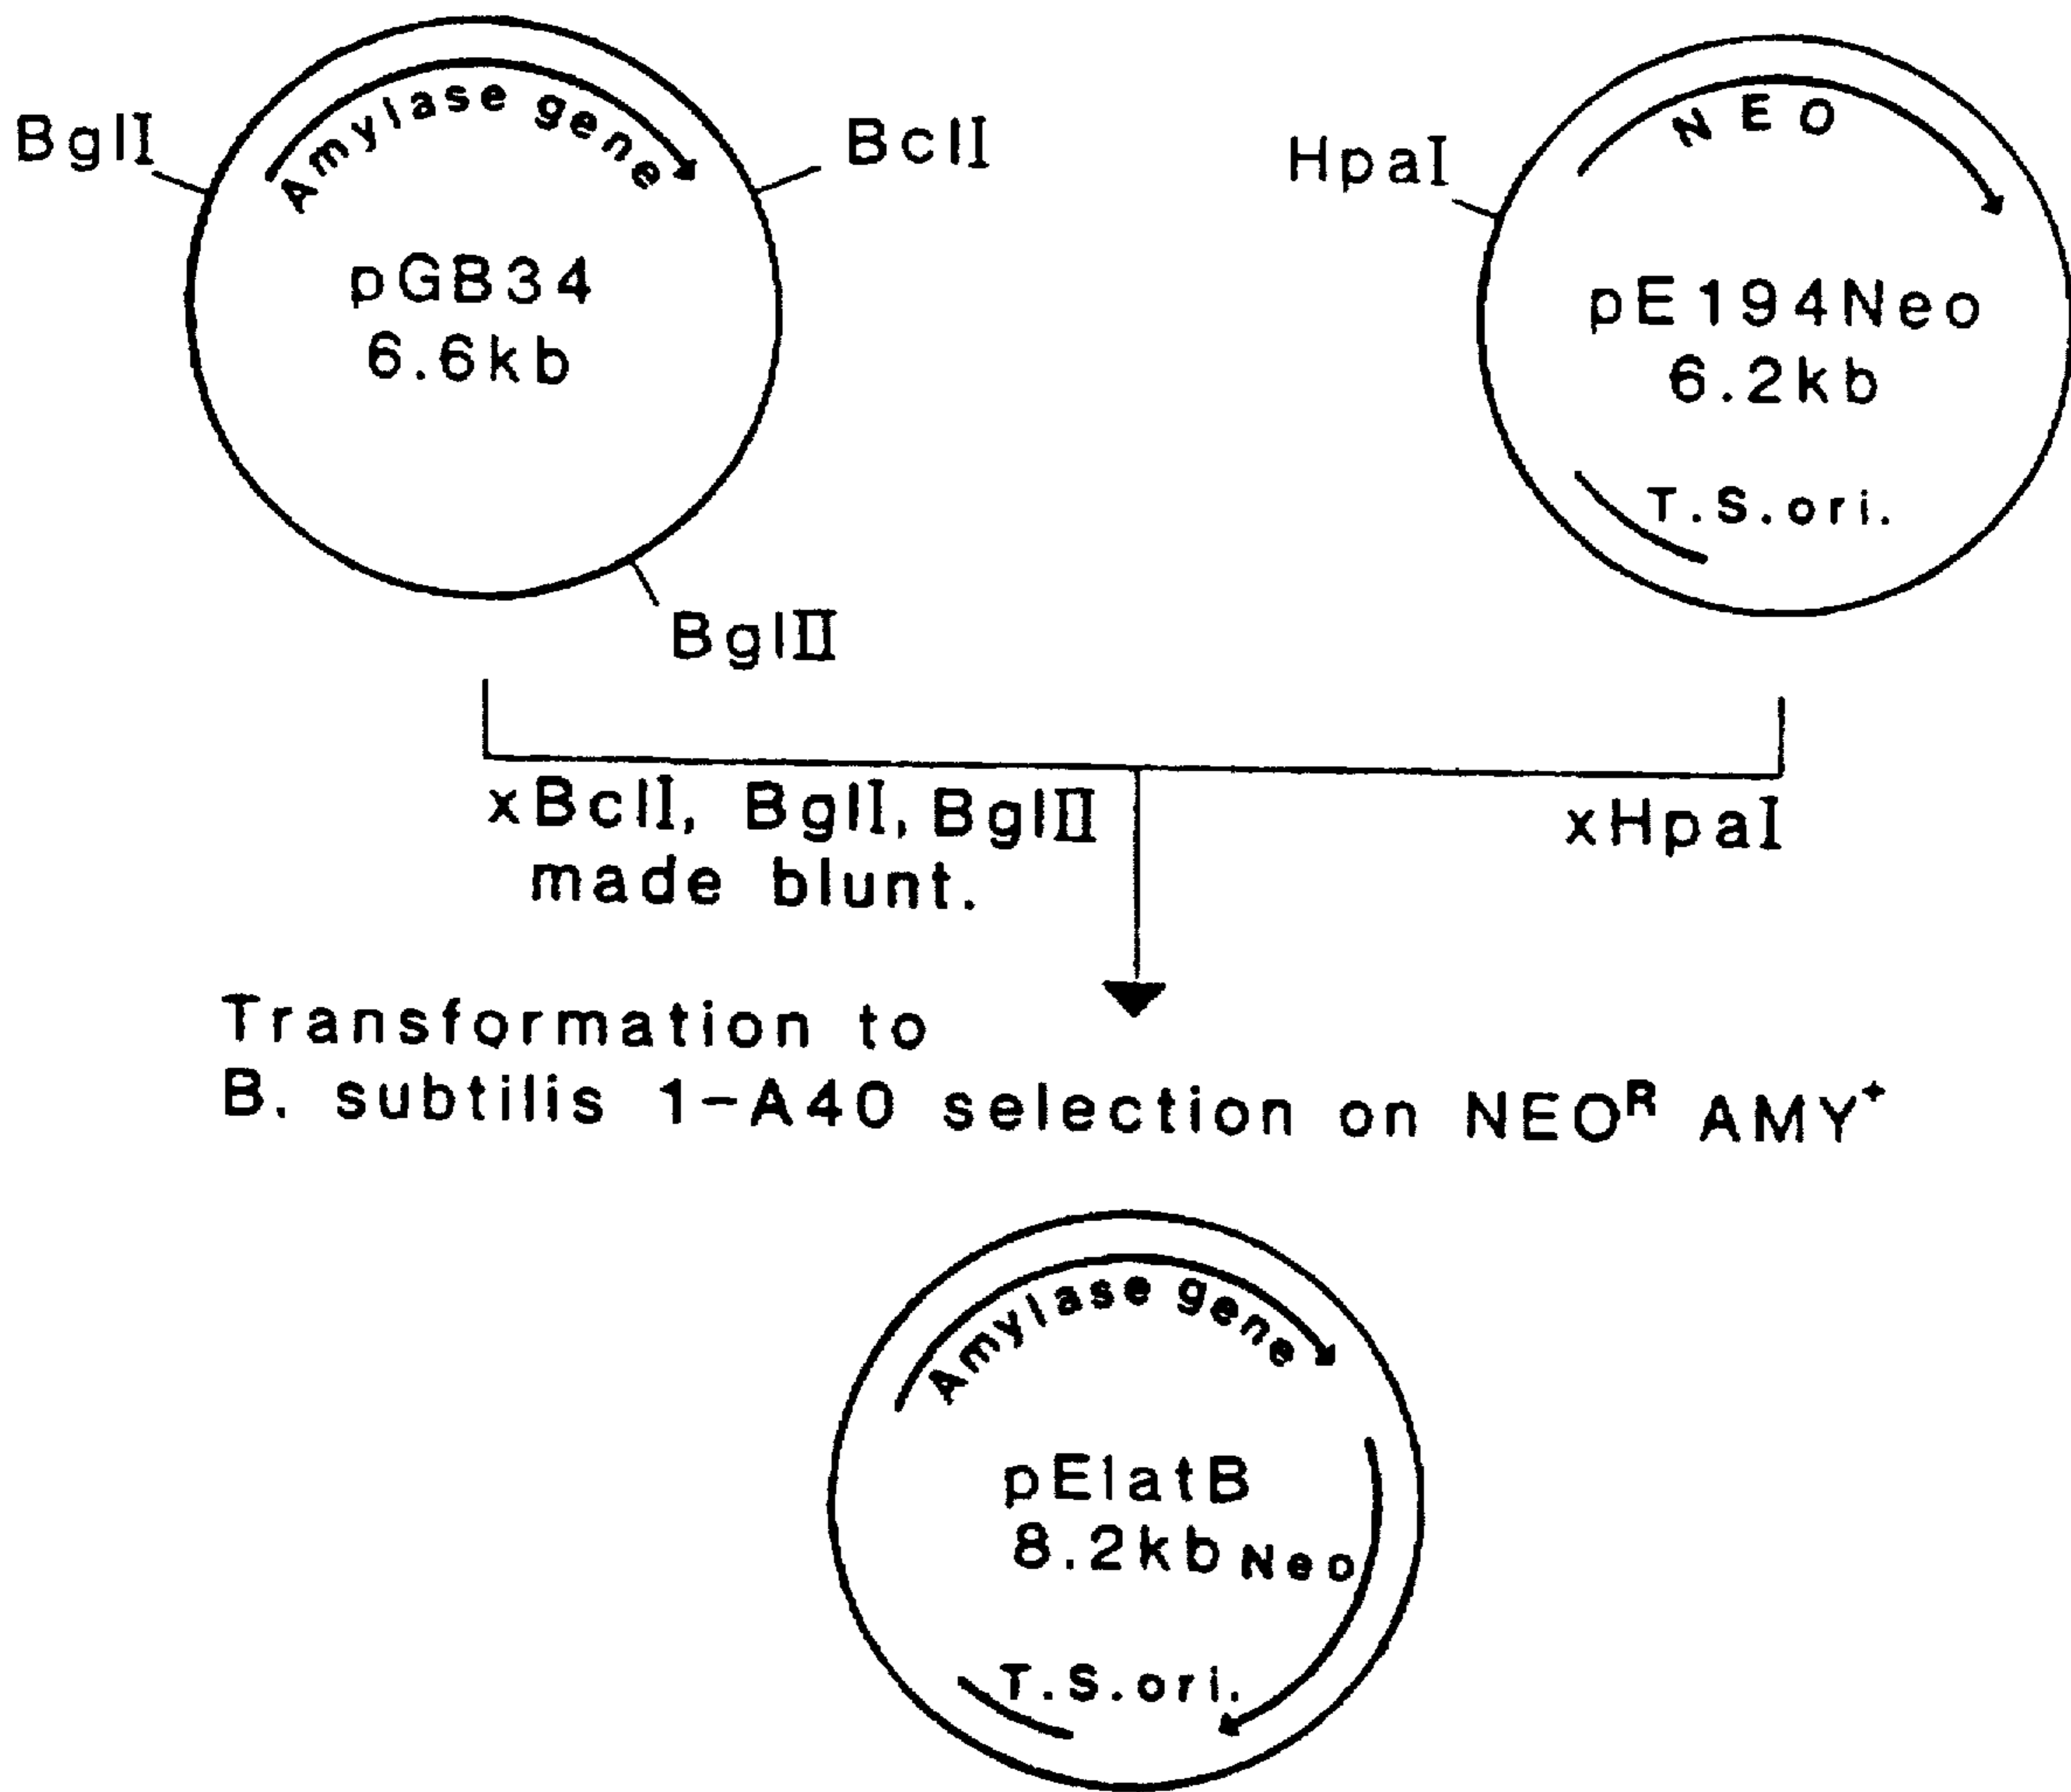 Amylase gene
BglI
BclI
pGB34
6.6kb
BglII
NEO
HpaI
pE194Neo
6.2kb
T.S.ori.
xBclI, BglI, BglII
made blunt.
xHpaI
Transformation to
B. subtilis 1-A40 selection on NEOᴿ AMY⁺
Amylase gene
pElatB
8.2kb
Neo
T.S.ori.